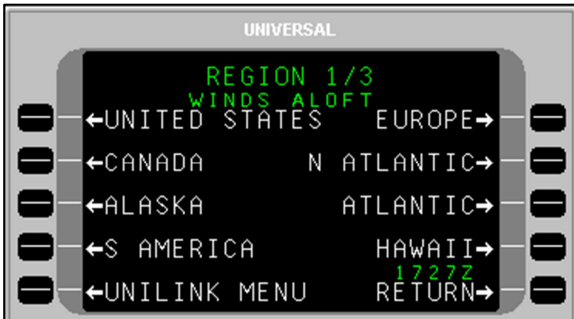 UNIVERSAL
REGION 1/3
WINDS ALOFT
←UNITED STATES EUROPE→
←CANADA N ATLANTIC→
←ALASKA ATLANTIC→
←S AMERICA HAWAII→
1727Z
←UNILINK MENU RETURN→